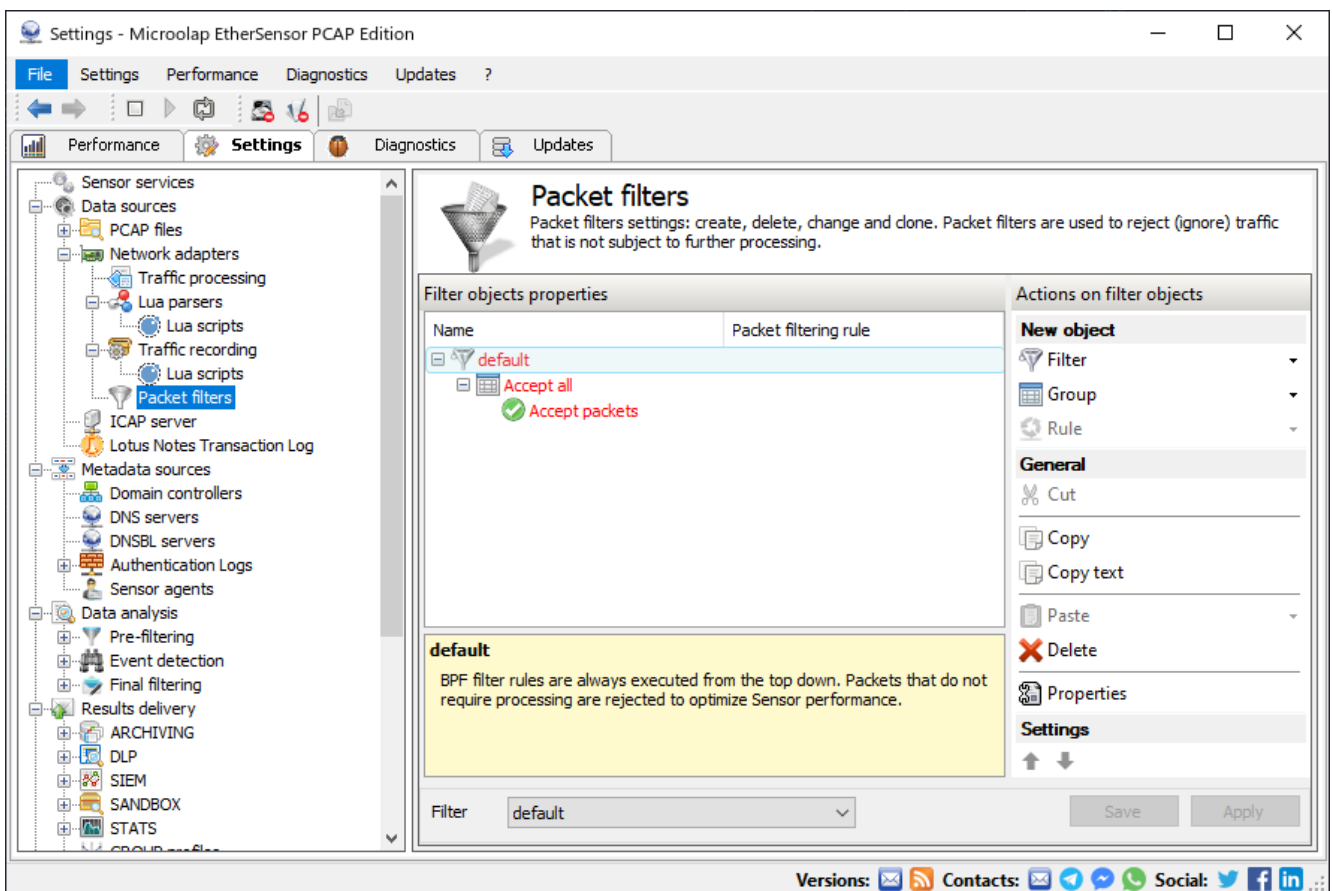 Settings - Microolap EtherSensor PCAP Edition
File Settings Performance Diagnostics Updates ?
Performance Settings Diagnostics Updates
Sensor services
Data sources
PCAP files
Network adapters
Traffic processing
Lua parsers
Lua scripts
Traffic recording
Lua scripts
Packet filters
ICAP server
Lotus Notes Transaction Log
Metadata sources
Domain controllers
DNS servers
DNSBL servers
Authentication Logs
Sensor agents
Data analysis
Pre-filtering
Event detection
Final filtering
Results delivery
ARCHIVING
DLP
SIEM
SANDBOX
STATS
GROUP profiles
Packet filters
Packet filters settings: create, delete, change and clone. Packet filters are used to reject (ignore) traffic
that is not subject to further processing.
Filter objects properties
Name Packet filtering rule
default
Accept all
Accept packets
default
BPF filter rules are always executed from the top down. Packets that do not
require processing are rejected to optimize Sensor performance.
Actions on filter objects
New object
Filter
Group
Rule
General
Cut
Copy
Copy text
Paste
Delete
Properties
Settings
Filter default Save Apply
Versions: Contacts: Social: